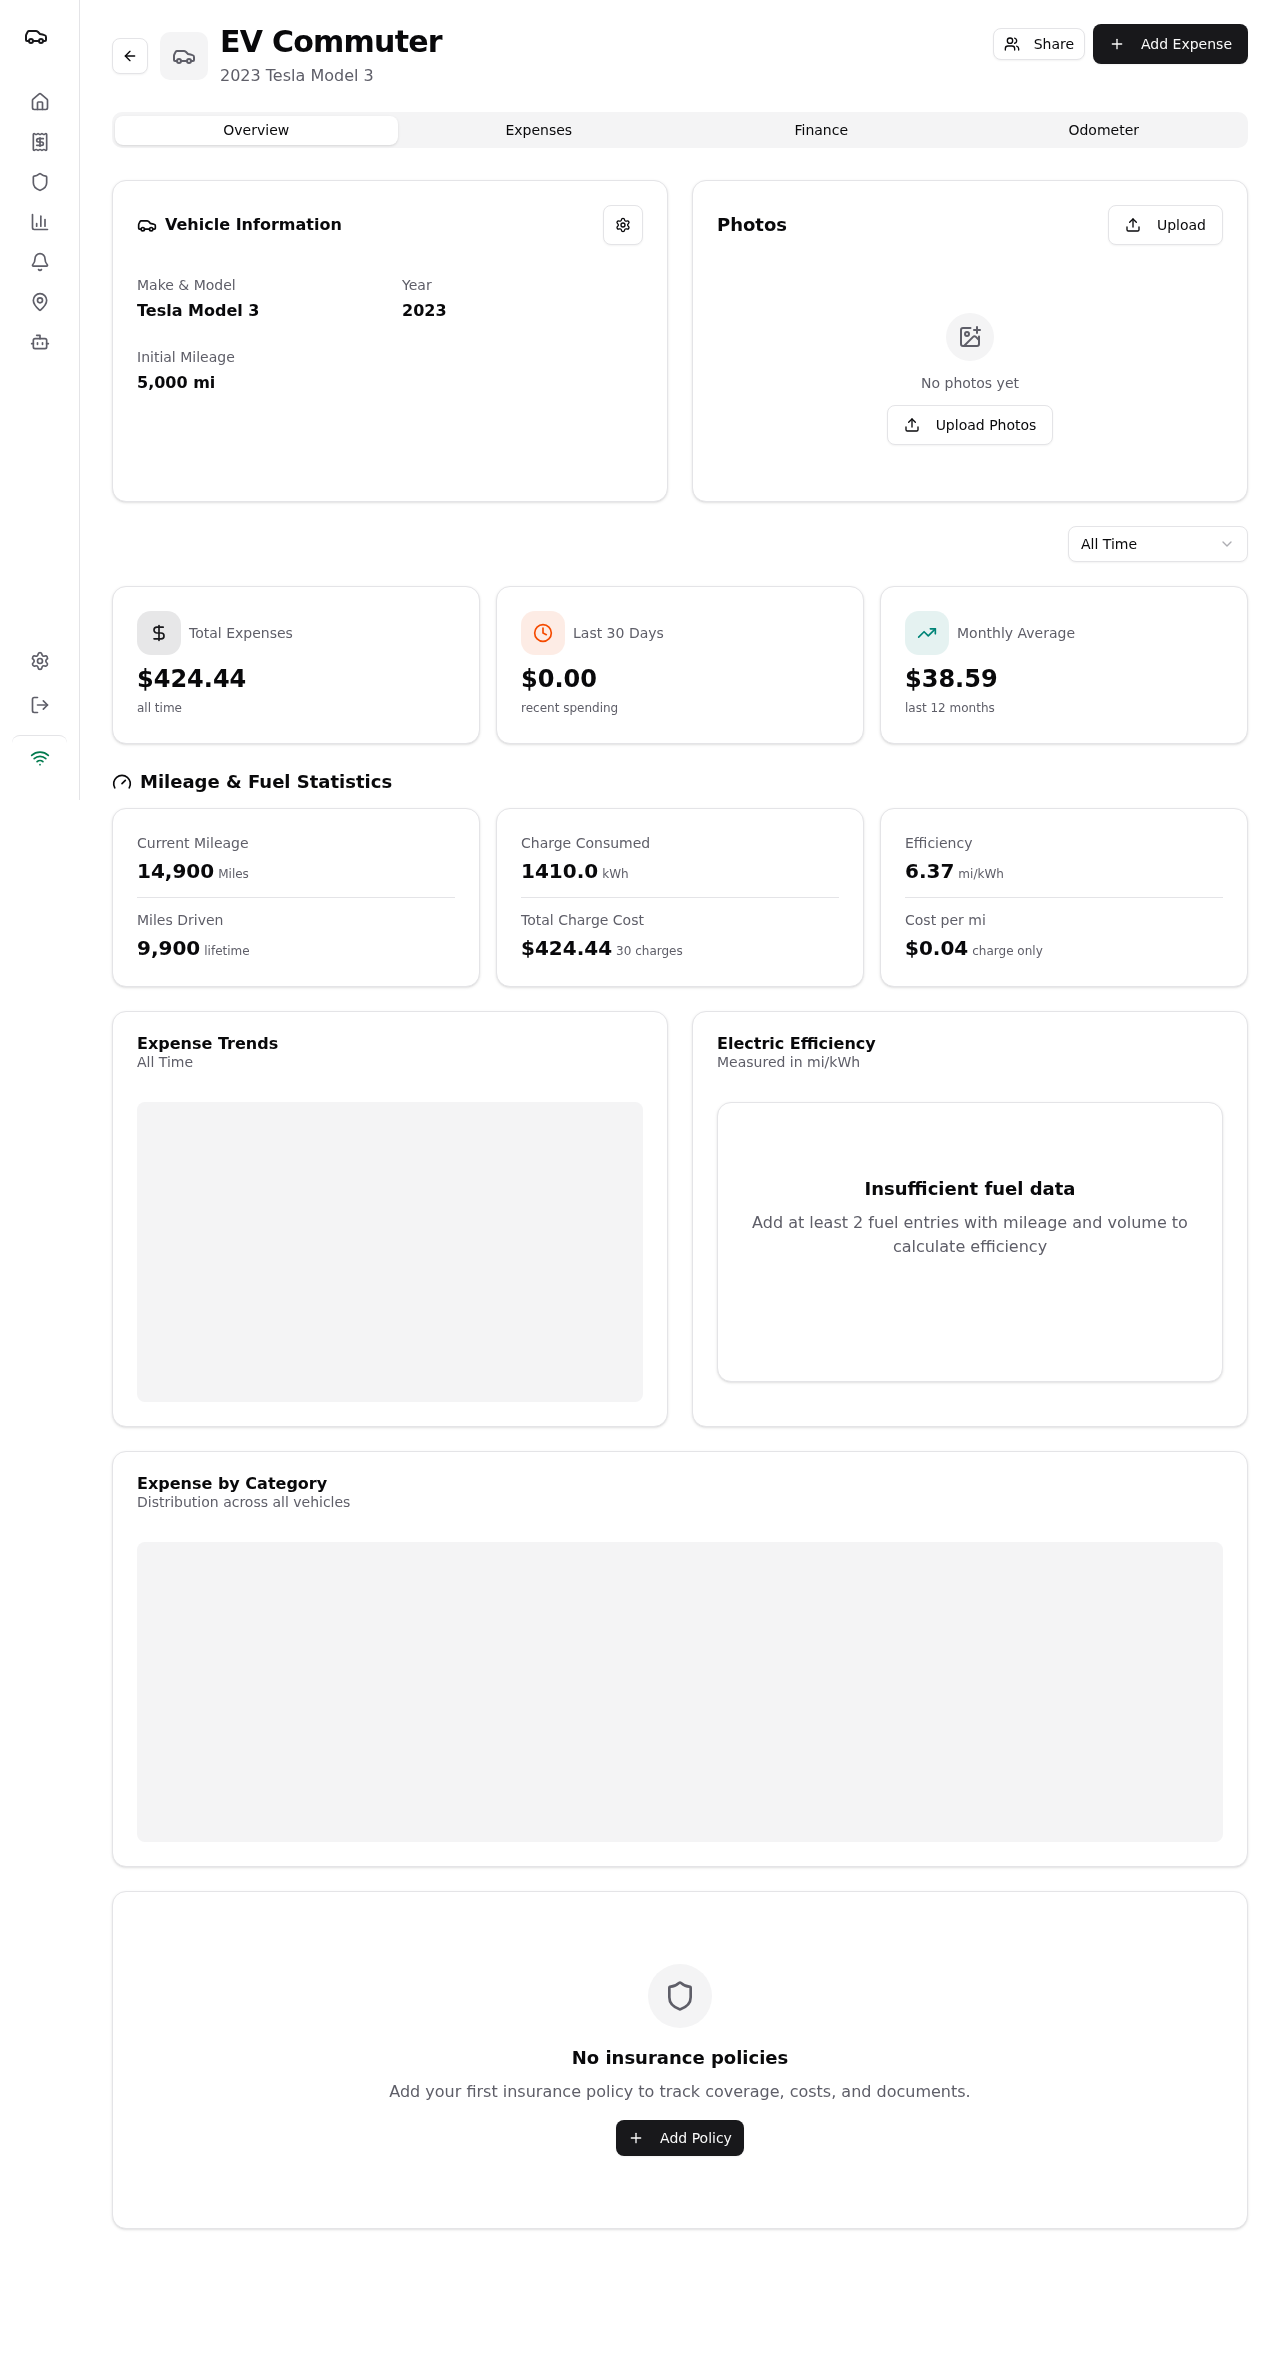 EV Commuter
2023 Tesla Model 3
Share
Add Expense
Overview
Expenses
Finance
Odometer
Vehicle Information
Make & Model
Year
Tesla Model 3
2023
Initial Mileage
5,000 mi
Photos
Upload
No photos yet
Upload Photos
All Time
Total Expenses
$424.44
all time
Last 30 Days
$0.00
recent spending
Monthly Average
$38.59
last 12 months
Mileage & Fuel Statistics
Current Mileage
14,900 Miles
Miles Driven
9,900 lifetime
Charge Consumed
1410.0 kWh
Total Charge Cost
$424.44 30 charges
Efficiency
6.37 mi/kWh
Cost per mi
$0.04 charge only
Expense Trends
All Time
Electric Efficiency
Measured in mi/kWh
Insufficient fuel data
Add at least 2 fuel entries with mileage and volume to
calculate efficiency
Expense by Category
Distribution across all vehicles
No insurance policies
Add your first insurance policy to track coverage, costs, and documents.
Add Policy